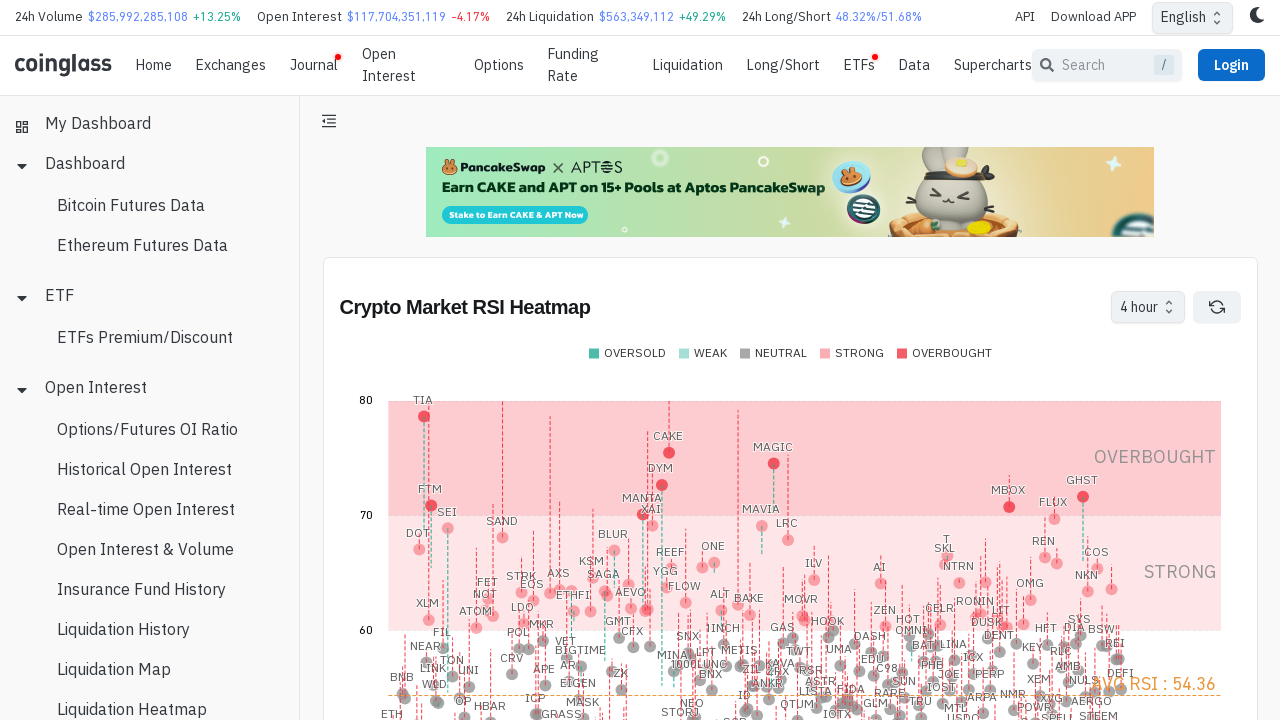 24h Volume $285,992,285,108 +13.25% Open Interest $117,704,351,119 -4.17% 24h Liquidation $563,349,112 +49.29% 24h Long/Short 48.32%/51.68% API Download APP English
coinglass Home Exchanges Journal Open Interest Options Funding Rate Liquidation Long/Short ETFs Data Supercharts Search / Login
My Dashboard
Dashboard
Bitcoin Futures Data
Ethereum Futures Data
ETF
ETFs Premium/Discount
Open Interest
Options/Futures OI Ratio
Historical Open Interest
Real-time Open Interest
Open Interest & Volume
Insurance Fund History
Liquidation History
Liquidation Map
Liquidation Heatmap
PancakeSwap X APTOS
Earn CAKE and APT on 15+ Pools at Aptos PancakeSwap
Stake to Earn CAKE & APT Now
Crypto Market RSI Heatmap
4 hour
OVERSOLD WEAK NEUTRAL STRONG OVERBOUGHT
80
TIA
CAKE
MAGIC
OVERBOUGHT
DYM
GHST
FTM
MBOX
MANTA
FLUX
XAI
MAVIA
SEI
70
SAND
LRC
DOT
BLUR
REN
T
SKL
ONE
REEF
COS
KSM
ILV
AI
NTRN
STRONG
YGG
AXS
SAGA
STRK
NKN
FET
EOS
FLOW
OMG
NOT
ETHFI
AEVO
ALT
BAKE
MOVR
XLM
RONIN
LDO
ATOM
ZEN
CELR
LIT
GMT
HOOK
HOT
DUSK
SYS
MKR
60
FIL
POL
CFX
1INCH
GAS
OMNI
HFT
DIA
BSW
SNX
DASH
DENT
VET
NEAR
BIGTIME
METIS
TWT
UMA
BAT
LINA
KEY
RLC
REI
CRV
TON
MINA
EDU
ICX
LINK
UNI
APE
AR
1000LUNC
KAVA
PHB
C98
AMB
BNB
ZK
BNX
JOE
PERP
DEFI
WLD
EIGEN
ANKR
ASTR
SUN
XEM
AVG RSI : 54.36
IOST
FIDA
LISTA
NMR
OP
HBAR
ICP
MASK
NEO
ID
QTUM
RARE
GLM
TRU
ARPA
XVG
AERGO
ETH
GRASS
IOTX
MTL
POWR
USDC
STEEM